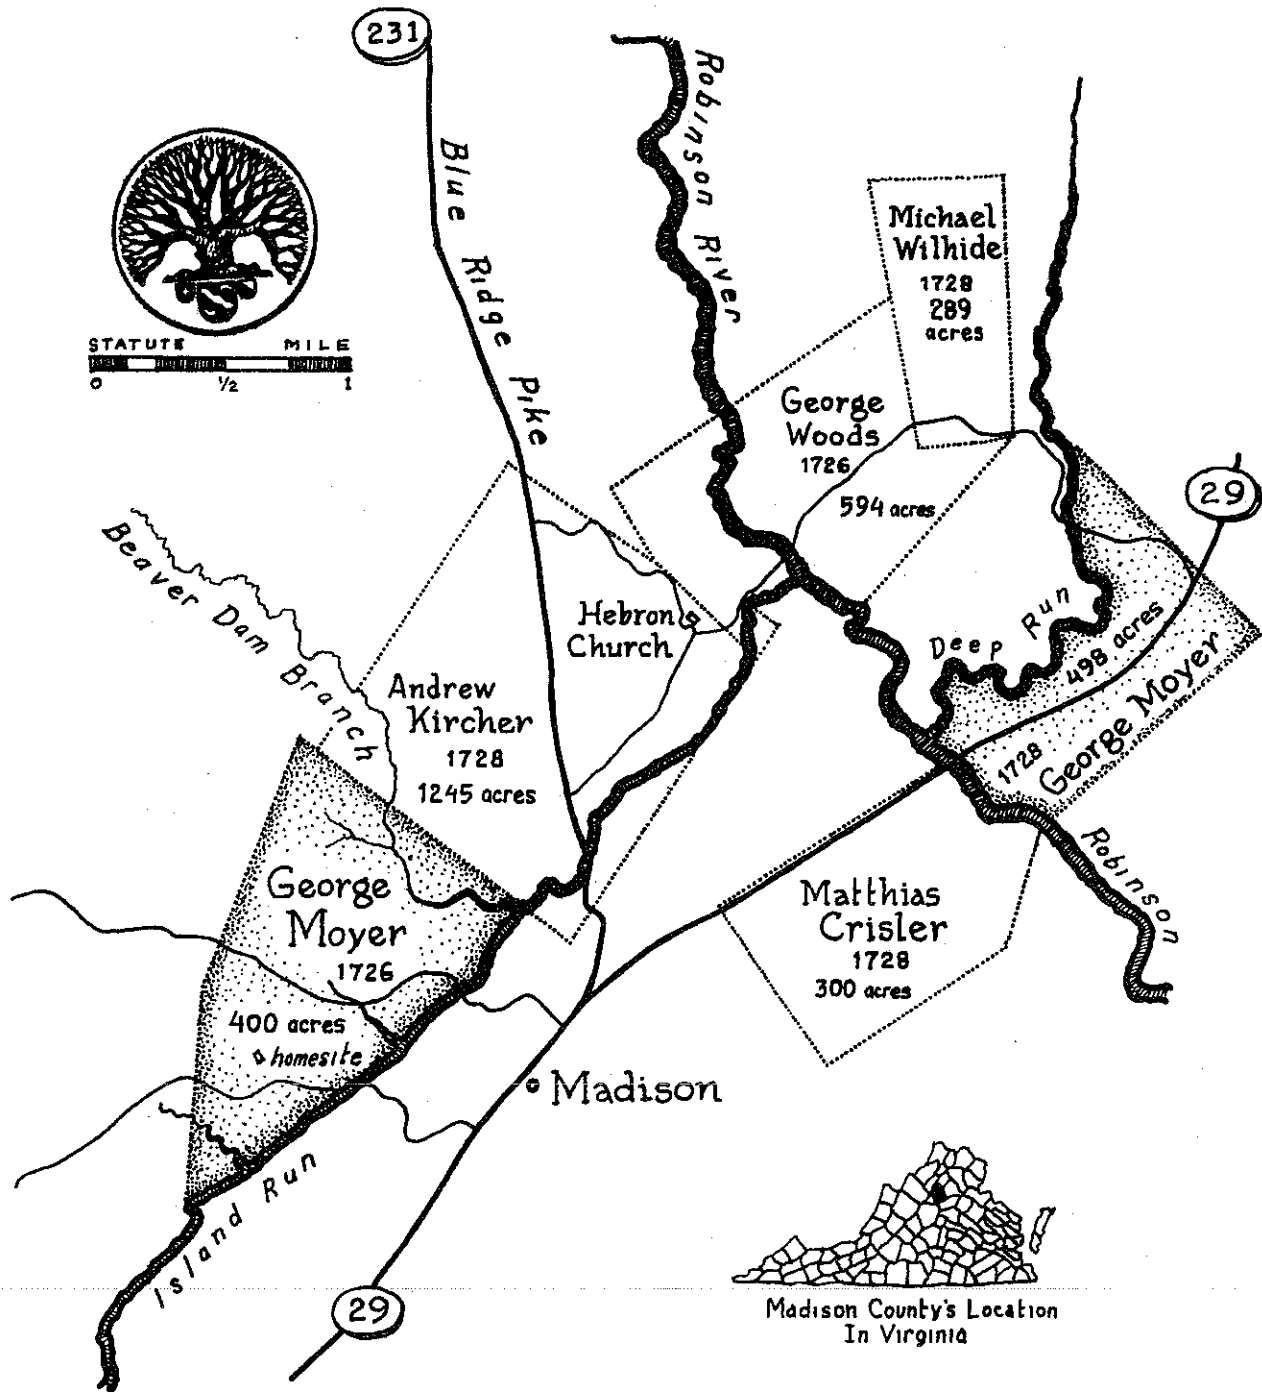 231
Blue Ridge Pike
Robinson River
Michael
Wilhide
1728
289
acres
STATUTE MILE
0 ½ 1
George
Woods
1726
594 acres
29
Beaver Dam Branch
Hebron
Church
Deep Run
498 acres
George Moyer
1728
Andrew
Kircher
1728
1245 acres
George
Moyer
1726
400 acres
homesite
Matthias
Crisler
1728
300 acres
Robinson
Madison
Island Run
29
Madison County's Location
In Virginia